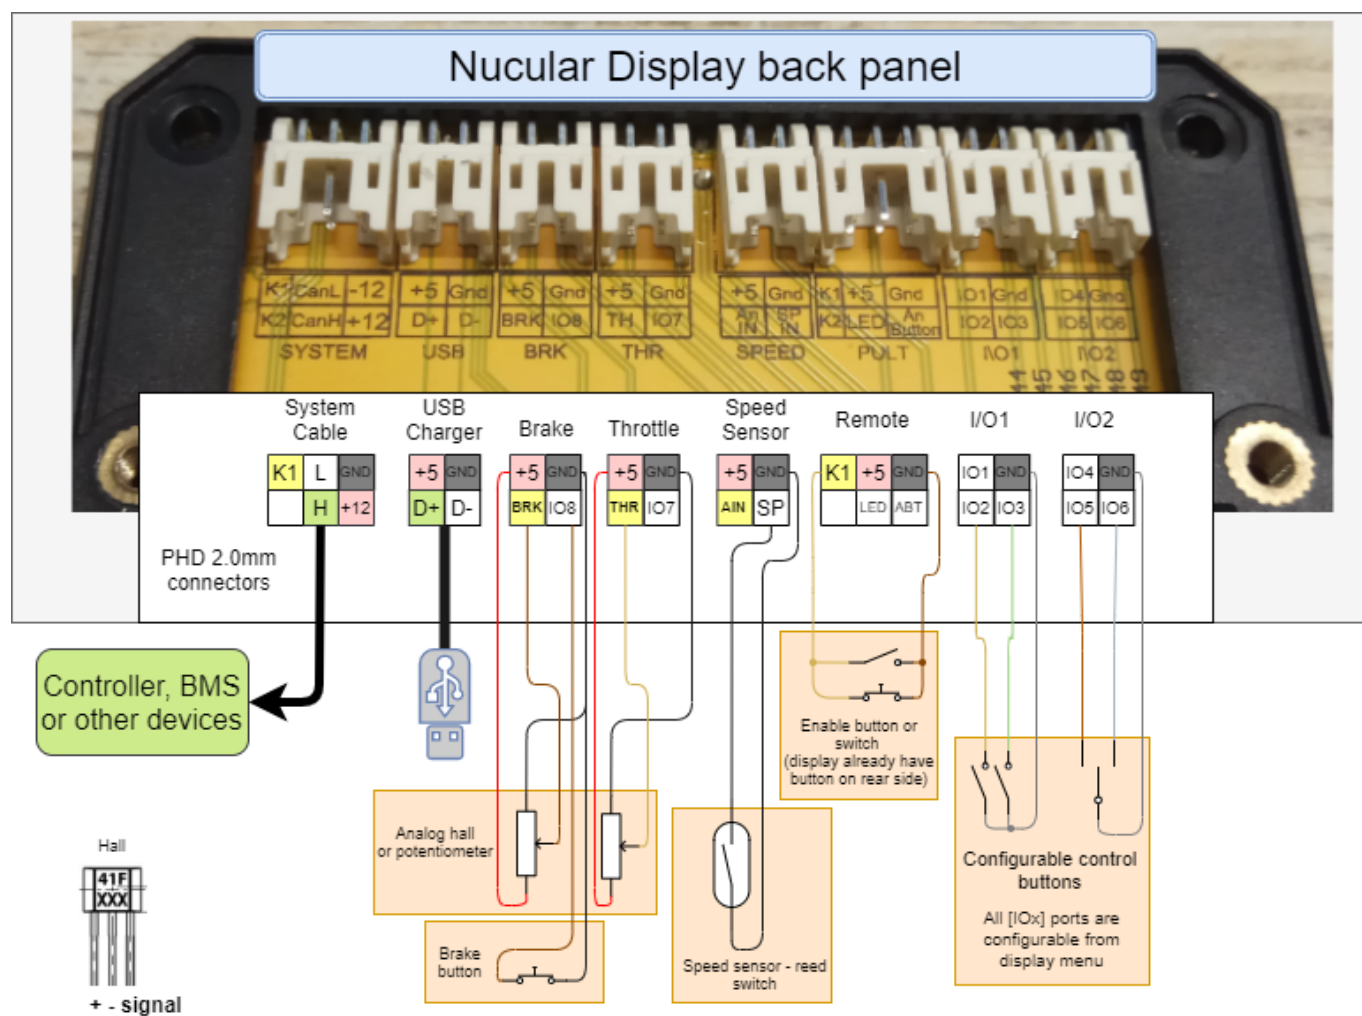 Nucular Display back panel
K1 CanL -12
K2 CanH +12
SYSTEM
+5 Gnd
D+ D-
USB
+5 Gnd
BRK IO8
BRK
+5 Gnd
TH IO7
THR
+5 Gnd
An IN SP IN
SPEED
K1 +5 Gnd
K2 LED An Button
PULT
IO1 Gnd
IO2 IO3
I\O1
IO4 Gnd
IO5 IO6
I\O2
System
Cable
USB
Charger
Brake
Throttle
Speed
Sensor
Remote
I/O1
I/O2
K1 L GND
H +12
+5 GND
D+ D-
+5 GND
BRK IO8
+5 GND
THR IO7
+5 GND
AIN SP
K1 +5 GND
LED ABT
IO1 GND
IO2 IO3
IO4 GND
IO5 IO6
PHD 2.0mm
connectors
Controller, BMS
or other devices
Analog hall
or potentiometer
Brake
button
Speed sensor - reed
switch
Enable button or
switch
(display already have
button on rear side)
Configurable control
buttons
All [IOx] ports are
configurable from
display menu
Hall
41F
XXX
+ - signal